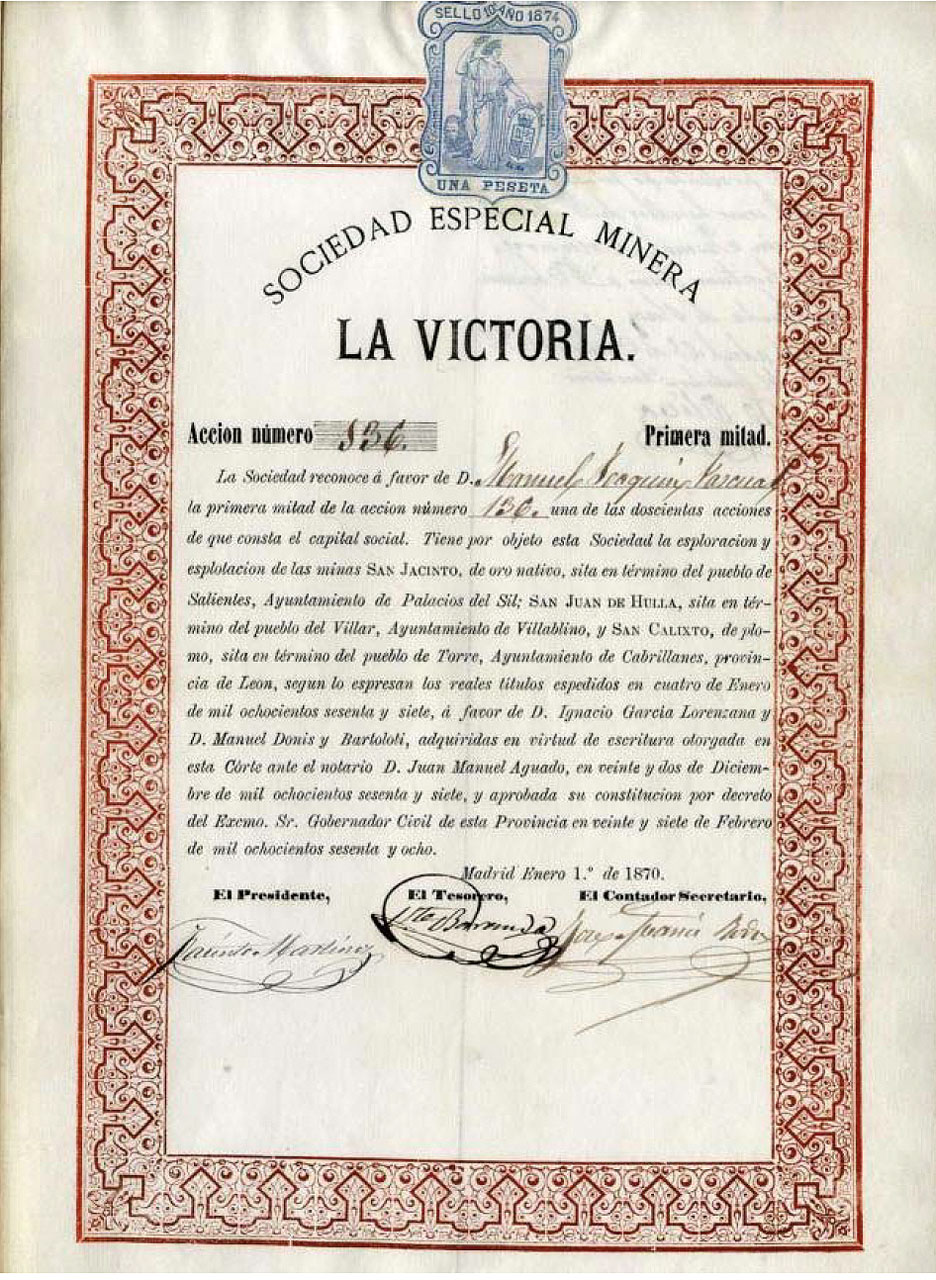 SELLO 10º AÑO 1874
UNA PESETA
SOCIEDAD ESPECIAL MINERA
LA VICTORIA.
Accion número 136. Primera mitad.
La Sociedad reconoce á favor de D. Manuel Joaquin Pascual
la primera mitad de la accion número 136. una de las doscientas acciones
de que consta el capital social. Tiene por objeto esta Sociedad la esploracion y
esplotacion de las minas SAN JACINTO, de oro nativo, sita en término del pueblo de
Salientes, Ayuntamiento de Palacios del Sil; SAN JUAN DE HULLA, sita en tér-
mino del pueblo del Villar, Ayuntamiento de Villablino, y SAN CALIXTO, de plo-
mo, sita en término del pueblo de Torre, Ayuntamiento de Cabrillanes, provin-
cia de Leon, segun lo espresan los reales titulos espedidos en cuatro de Enero
de mil ochocientos sesenta y siete, á favor de D. Ignacio García Lorenzana y
D. Manuel Donis y Bartoloti, adquiridas en virtud de escritura otorgada en
esta Córte ante el notario D. Juan Manuel Aguado, en veinte y dos de Diciem-
bre de mil ochocientos sesenta y siete, y aprobada su constitucion por decreto
del Excmo. Sr. Gobernador Civil de esta Provincia en veinte y siete de Febrero
de mil ochocientos sesenta y ocho.
Madrid Enero 1.º de 1870.
El Presidente, El Tesorero, El Contador Secretario,
Jacinto Martinez